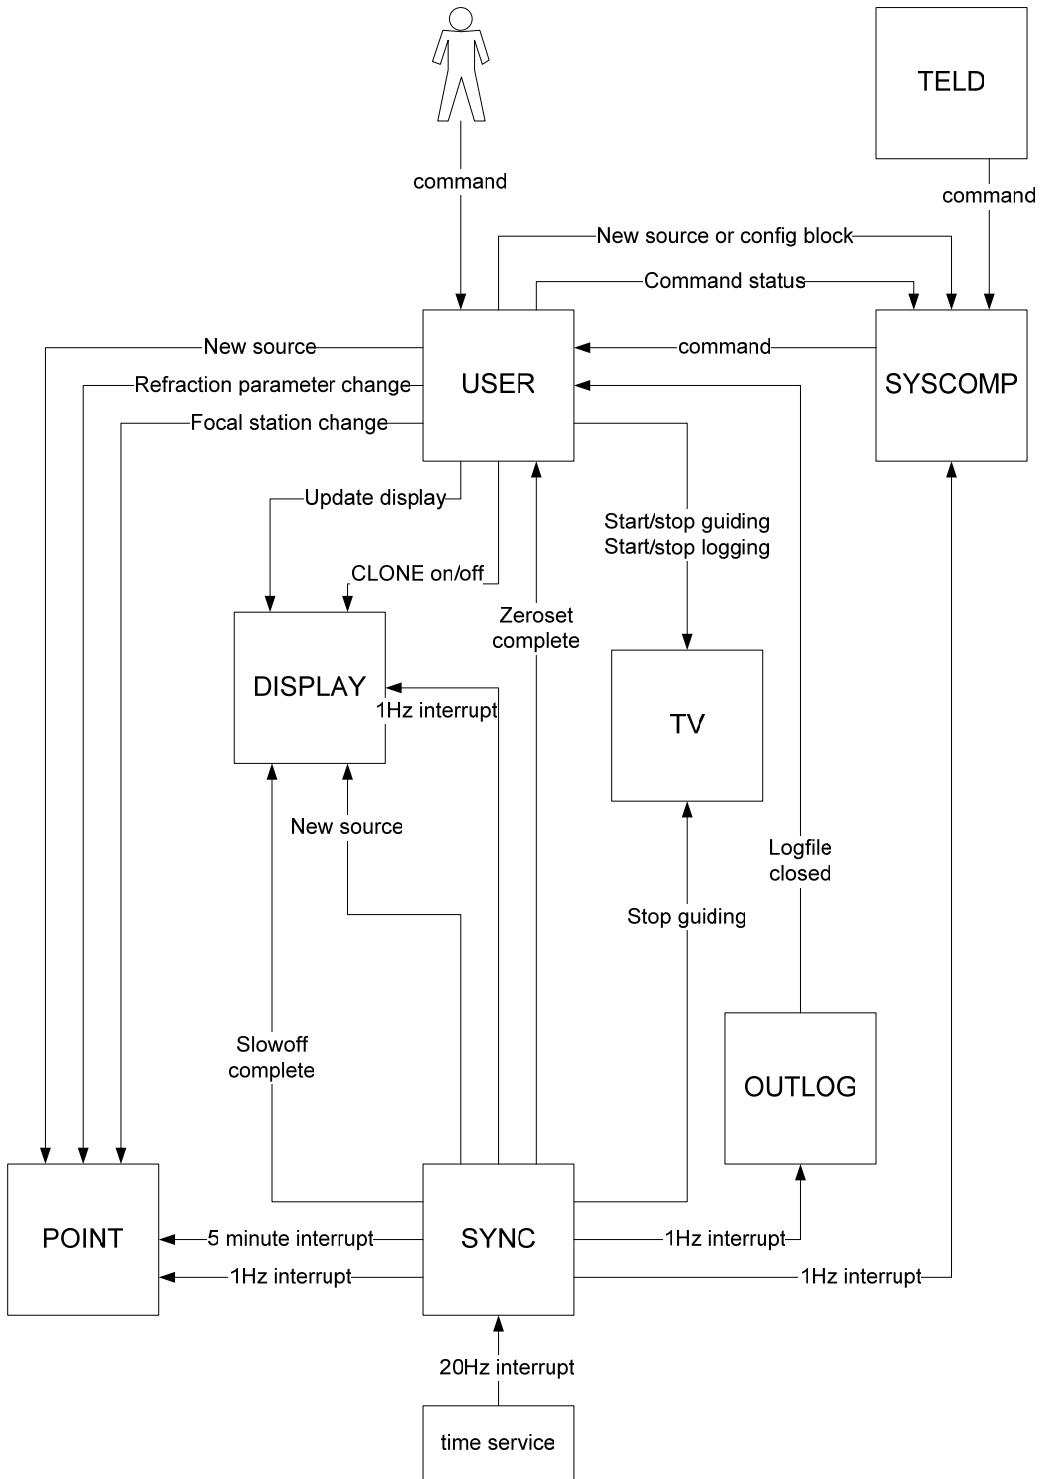 TELD
command
command
New source or config block
Command status
New source
command
USER
SYSCOMP
Refraction parameter change
Focal station change
Update display
Start/stop guiding
Start/stop logging
CLONE on/off
Zeroset
complete
DISPLAY
1Hz interrupt
TV
New source
Logfile
closed
Stop guiding
Slowoff
complete
OUTLOG
POINT
5 minute interrupt
SYNC
1Hz interrupt
1Hz interrupt
1Hz interrupt
20Hz interrupt
time service